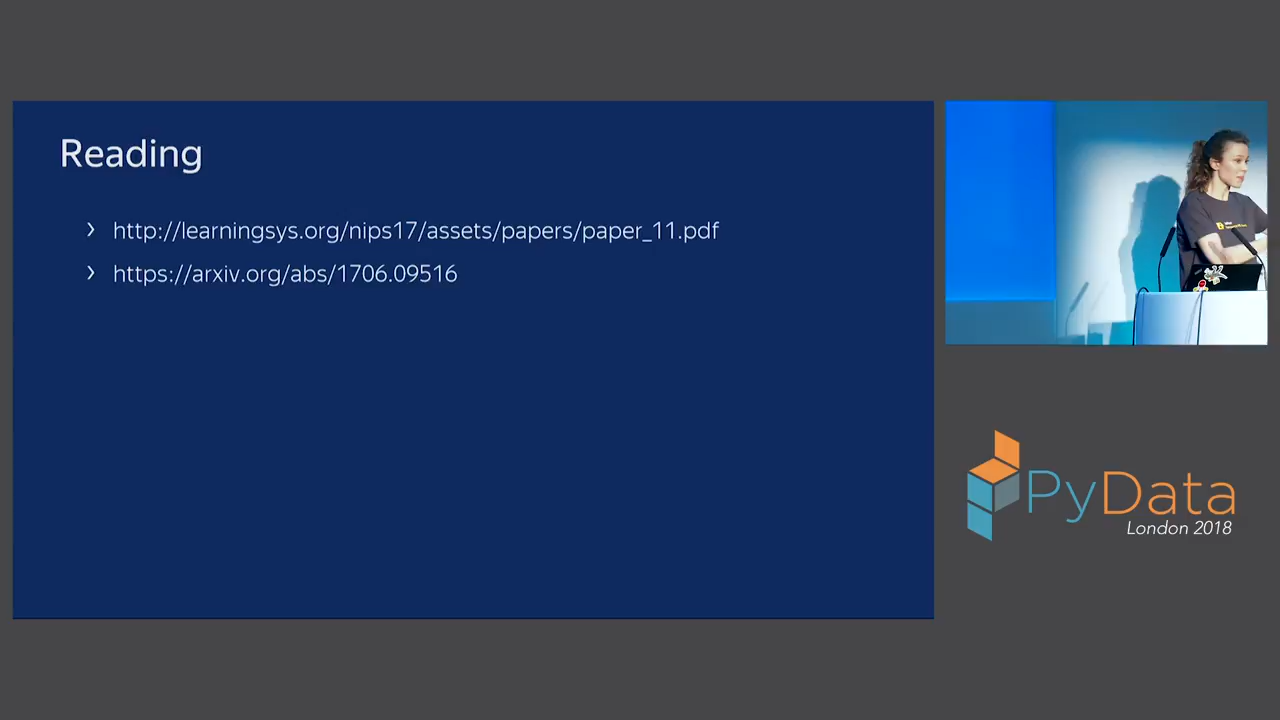 Reading
› http://learningsys.org/nips17/assets/papers/paper_11.pdf
› https://arxiv.org/abs/1706.09516
PyData
London 2018